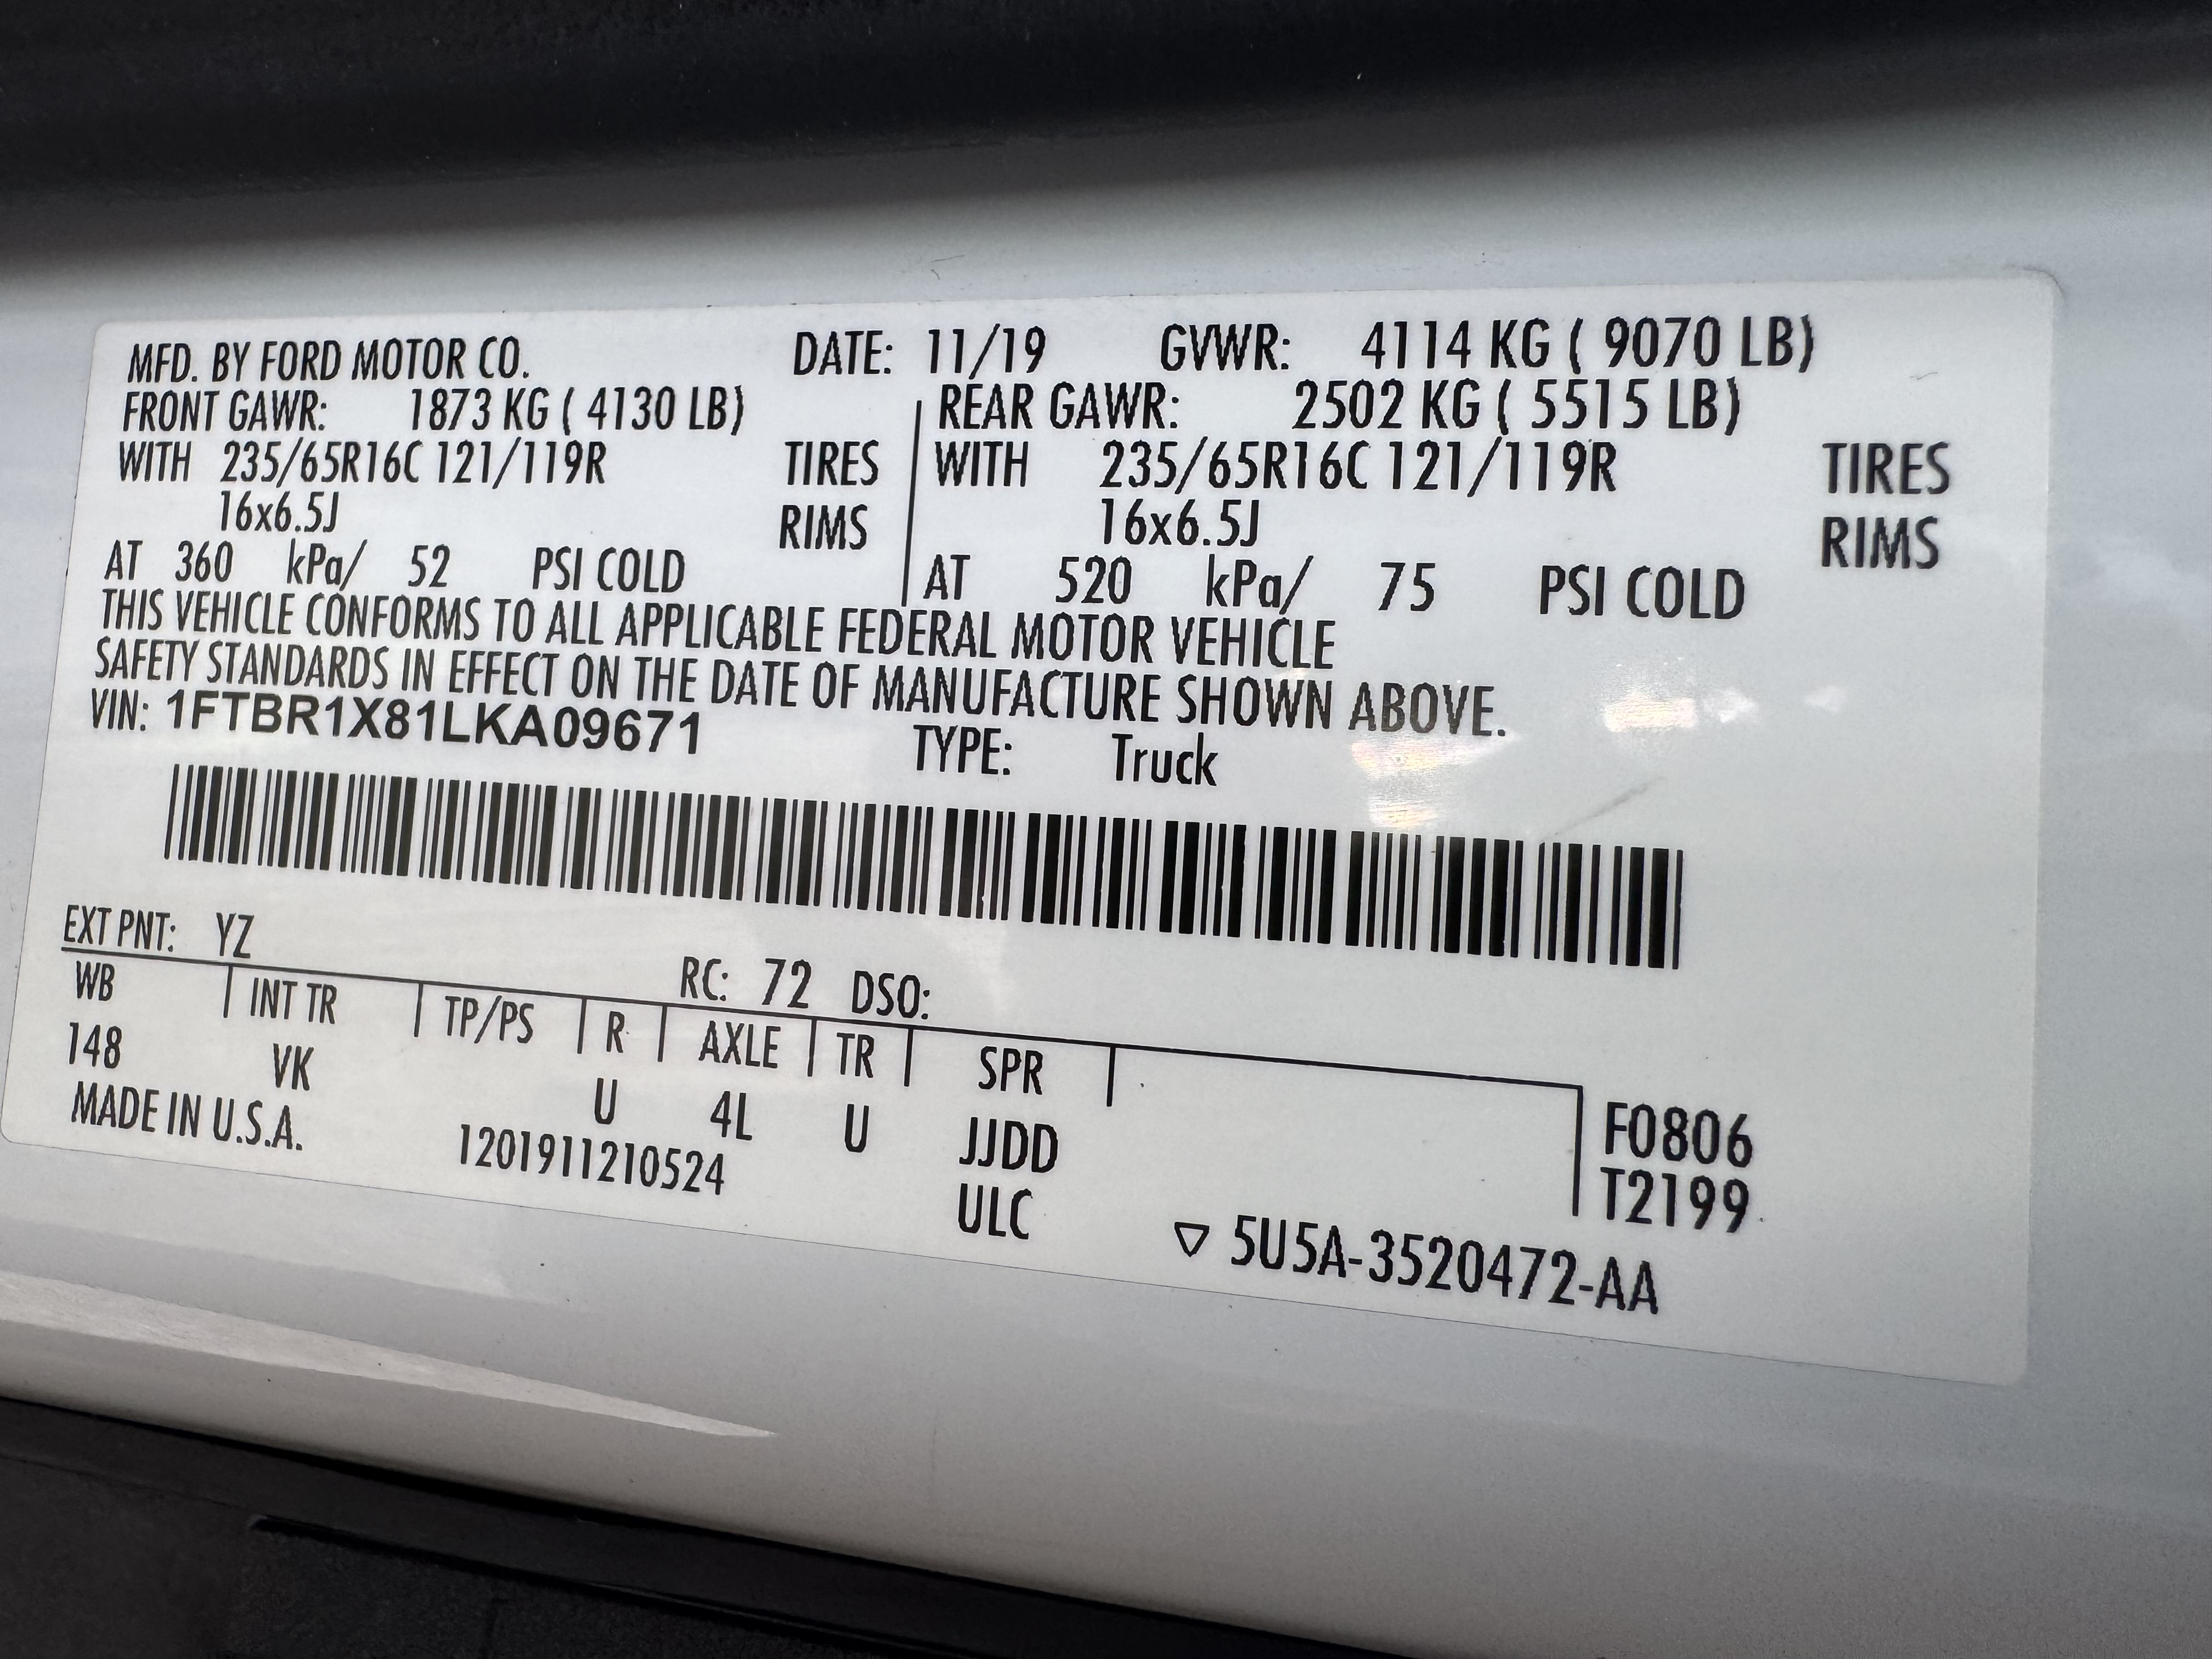 MFD. BY FORD MOTOR CO. DATE: 11/19 GVWR: 4114 KG ( 9070 LB)
FRONT GAWR: 1873 KG ( 4130 LB) REAR GAWR: 2502 KG ( 5515 LB)
WITH 235/65R16C 121/119R TIRES WITH 235/65R16C 121/119R TIRES
16x6.5J RIMS 16x6.5J RIMS
AT 360 kPa/ 52 PSI COLD AT 520 kPa/ 75 PSI COLD
THIS VEHICLE CONFORMS TO ALL APPLICABLE FEDERAL MOTOR VEHICLE
SAFETY STANDARDS IN EFFECT ON THE DATE OF MANUFACTURE SHOWN ABOVE.
VIN: 1FTBR1X81LKA09671 TYPE: Truck
EXT PNT: YZ RC: 72 DSO:
WB INT TR TP/PS R AXLE TR SPR
148 VK U 4L U JJDD F0806
MADE IN U.S.A. 1201911210524 ULC T2199
▽ 5U5A-3520472-AA